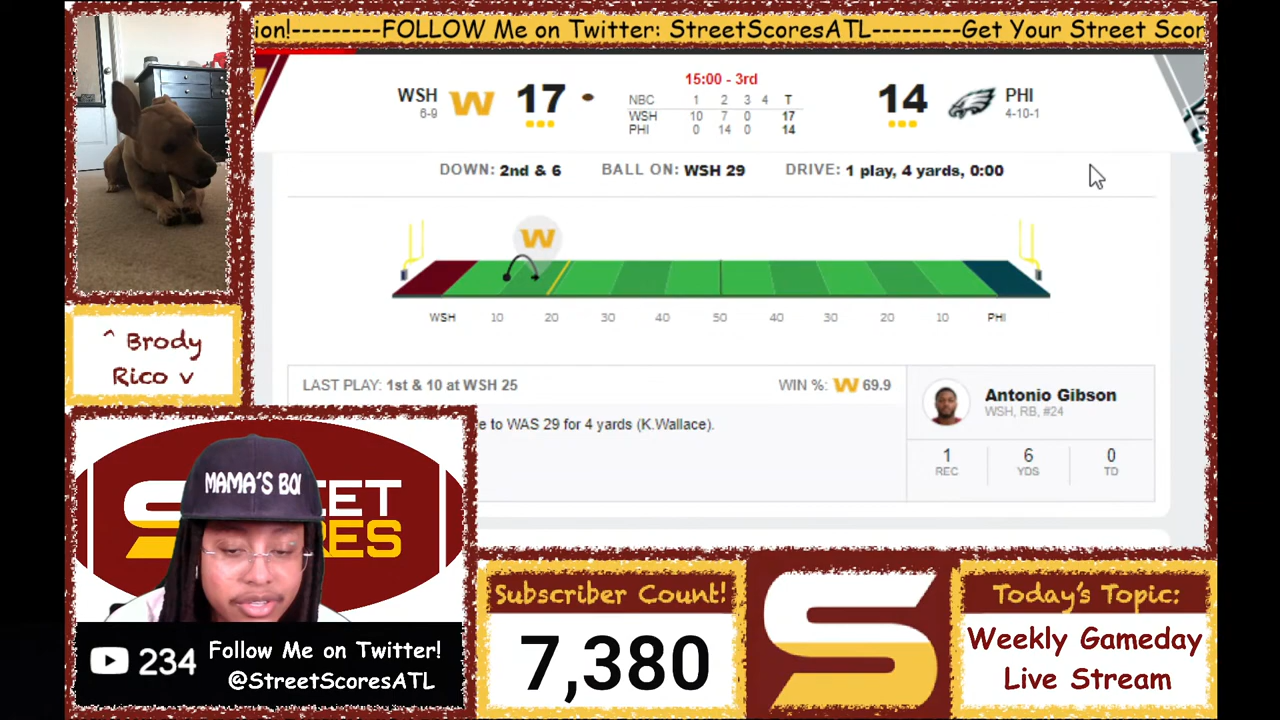 ion!---------FOLLOW Me on Twitter: StreetScoresATL---------Get Your Street Scor
WSH
6-9
W
17
15:00 - 3rd
NBC 1 2 3 4 T
WSH 10 7 0 17
PHI 0 14 0 14
14
PHI
4-10-1
DOWN: 2nd & 6
BALL ON: WSH 29
DRIVE: 1 play, 4 yards, 0:00
W
WSH 10 20 30 40 50 40 30 20 10 PHI
LAST PLAY: 1st & 10 at WSH 25
WIN %: W 69.9
e to WAS 29 for 4 yards (K.Wallace).
Antonio Gibson
WSH, RB, #24
1 6 0
REC YDS TD
^ Brody
Rico v
MAMA'S BOI
S EET
RES
234
Follow Me on Twitter!
@StreetScoresATL
Subscriber Count!
7,380
S
Today's Topic:
Weekly Gameday
Live Stream